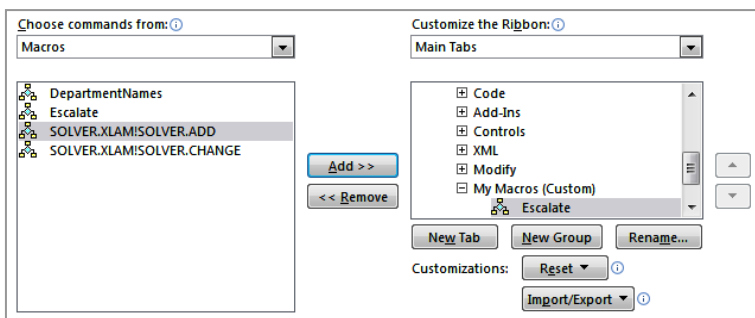 Choose commands from:
Macros
DepartmentNames
Escalate
SOLVER.XLAM!SOLVER.ADD
SOLVER.XLAM!SOLVER.CHANGE
Add >>
<< Remove
Customize the Ribbon:
Main Tabs
Code
Add-Ins
Controls
XML
Modify
My Macros (Custom)
Escalate
New Tab New Group Rename...
Customizations: Reset
Import/Export